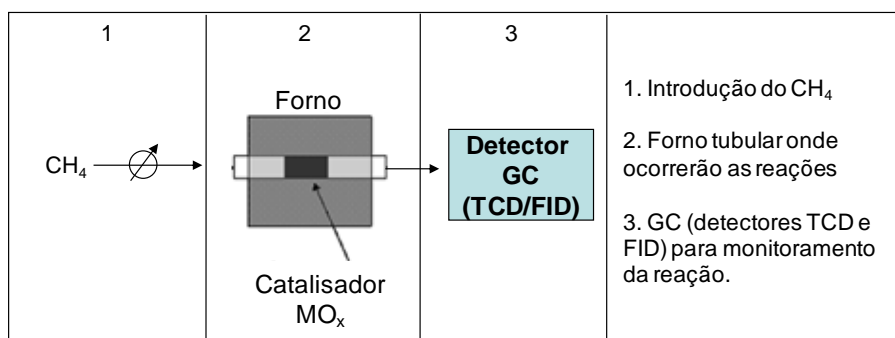 1
2
3
CH₄
Forno
Catalisador
MOₓ
Detector
GC
(TCD/FID)
1. Introdução do CH₄
2. Forno tubular onde
ocorrerão as reações
3. GC (detectores TCD e
FID) para monitoramento
da reação.